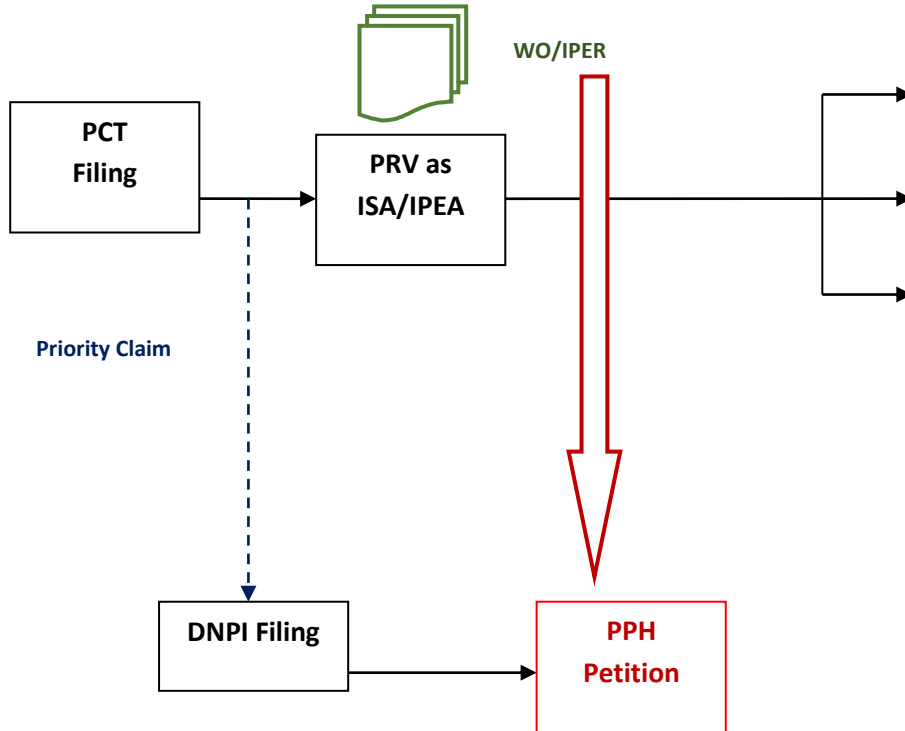 WO/IPER
PCT
Filing
PRV as
ISA/IPEA
Priority Claim
DNPI Filing
PPH
Petition